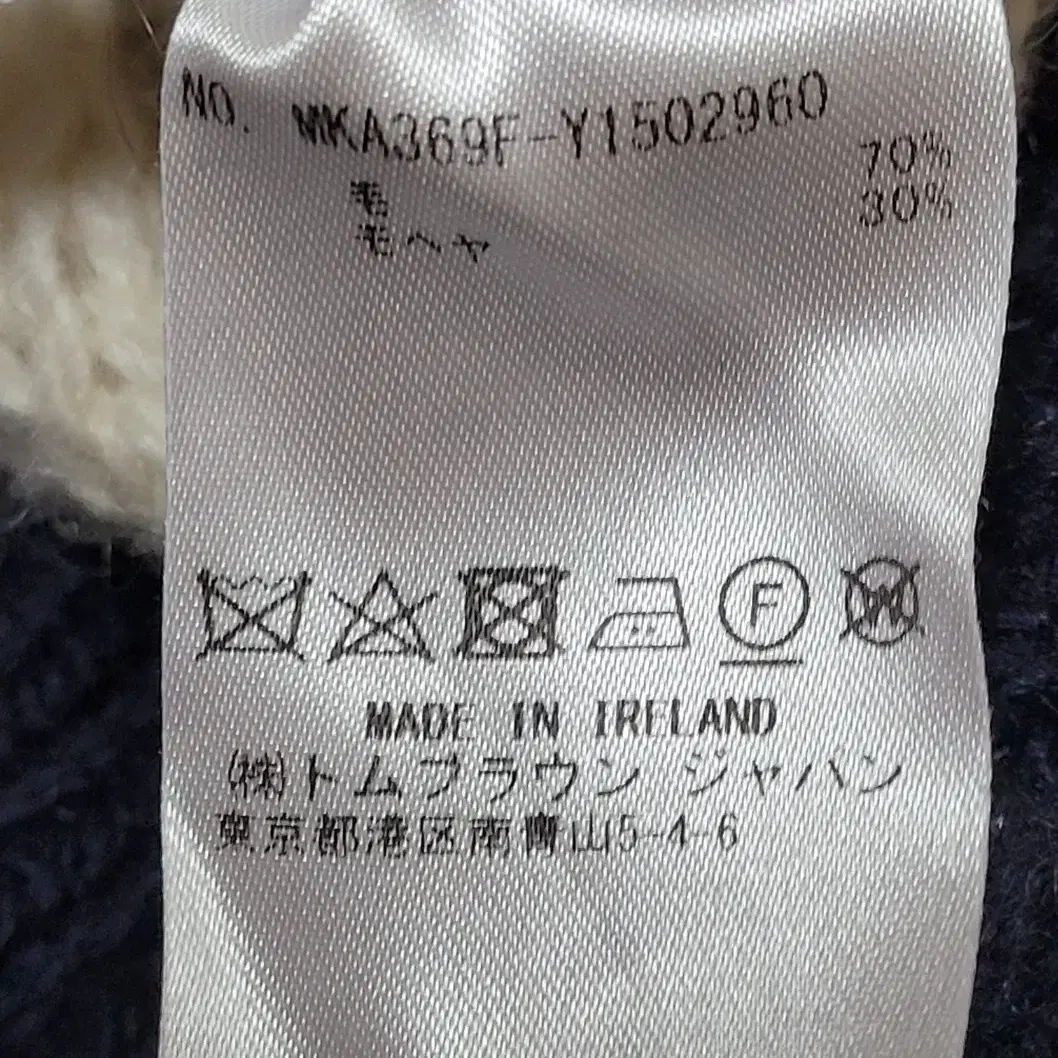 NO. MKA369F-Y1502960
毛 70%
モヘヤ 30%
F
W
MADE IN IRELAND
(株)トムブラウン ジャパン
東京都港区南青山5-4-6